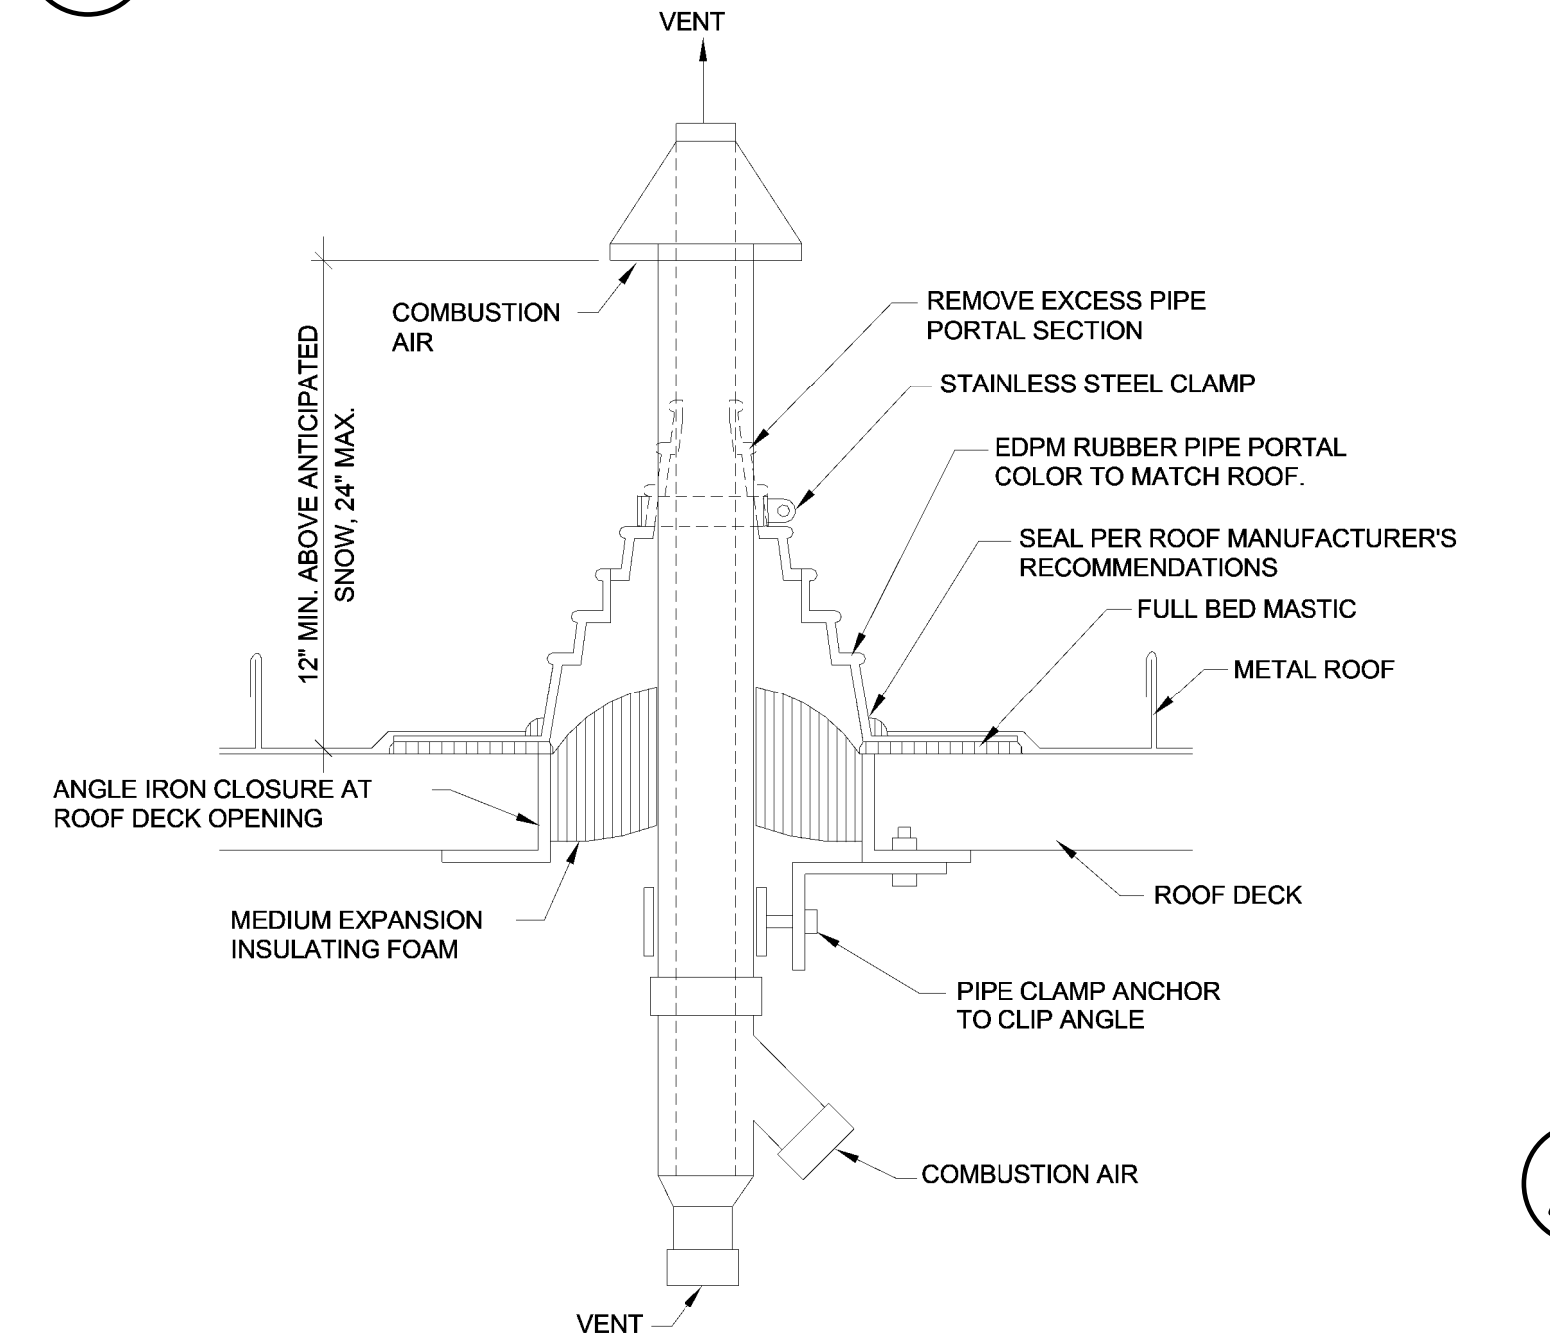 VENT
COMBUSTION
AIR
12" MIN. ABOVE ANTICIPATED
SNOW, 24" MAX.
REMOVE EXCESS PIPE
PORTAL SECTION
STAINLESS STEEL CLAMP
EDPM RUBBER PIPE PORTAL
COLOR TO MATCH ROOF.
SEAL PER ROOF MANUFACTURER'S
RECOMMENDATIONS
FULL BED MASTIC
METAL ROOF
ANGLE IRON CLOSURE AT
ROOF DECK OPENING
ROOF DECK
MEDIUM EXPANSION
INSULATING FOAM
PIPE CLAMP ANCHOR
TO CLIP ANGLE
COMBUSTION AIR
VENT